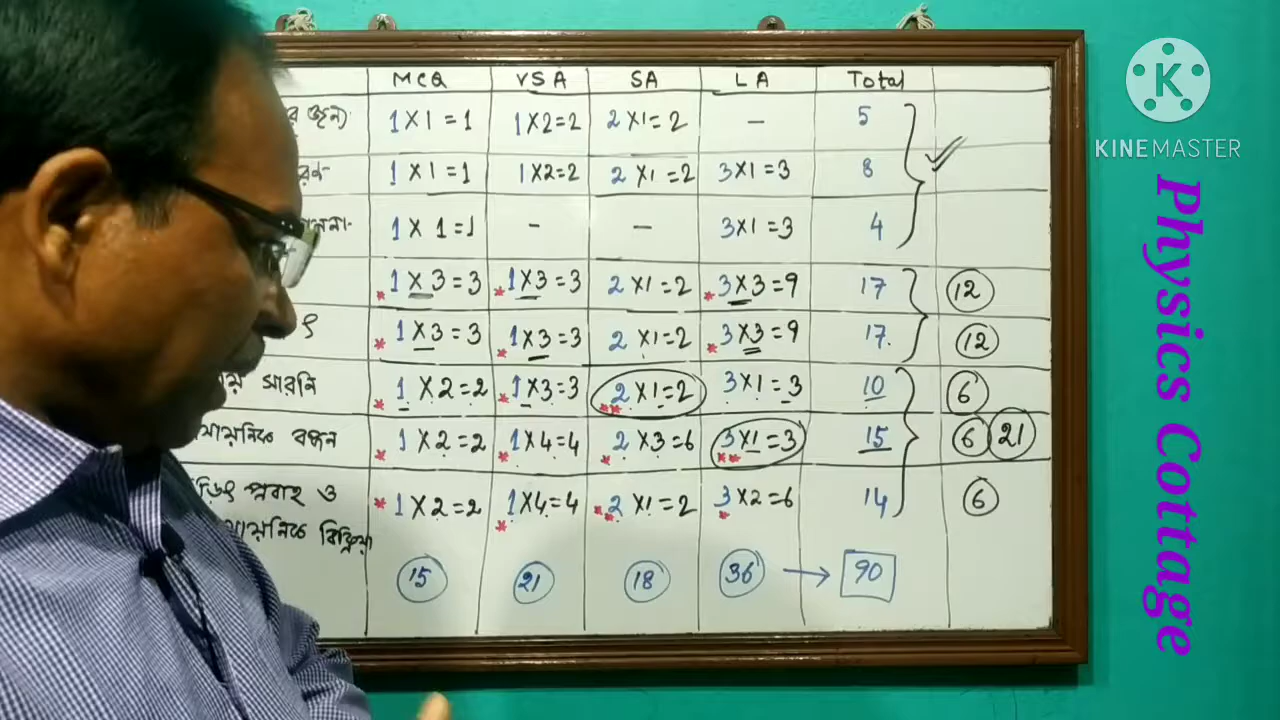 MCQ VSA SA LA Total
জন্য 1×1=1 1×2=2 2×1=2 — 5
1×1=1 1×2=2 2×1=2 3×1=3 8
1×1=1 - — 3×1=3 4
* 1×3=3 * 1×3=3 2×1=2 * 3×3=9 17 12
ৎ * 1×3=3 * 1×3=3 2×1=2 * 3×3=9 17. 12
সারনি * 1×2=2 * 1×3=3 ** 2×1=2 3×1=3 10 6
বন্ধন * 1×2=2 * 1×4=4 * 2×3=6 ** 3×1=3 15 6 21
প্রবাহ ও * 1×2=2 * 1×4=4 ** 2×1=2 * 3×2=6 14 6
বিক্রিয়া
15 21 18 36 → 90
K
KINEMASTER
Physics Cottage